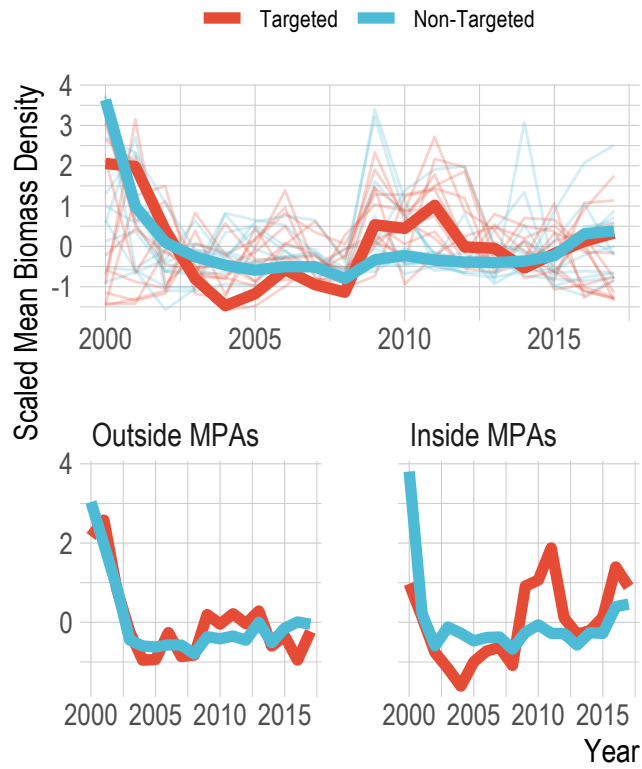 Targeted Non-Targeted
Scaled Mean Biomass Density
4
3
2
1
0
-1
2000 2005 2010 2015
Outside MPAs Inside MPAs
4
2
0
2000 2005 2010 2015 2000 2005 2010 2015
Year